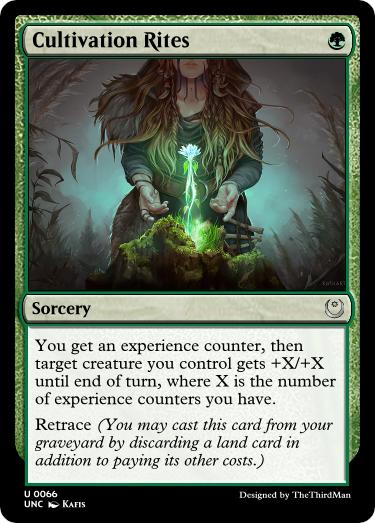 Cultivation Rites
Sorcery
You get an experience counter, then
target creature you control gets +X/+X
until end of turn, where X is the number
of experience counters you have.
Retrace (You may cast this card from your
graveyard by discarding a land card in
addition to paying its other costs.)
U 0066
UNC Kafis
Designed by TheThirdMan